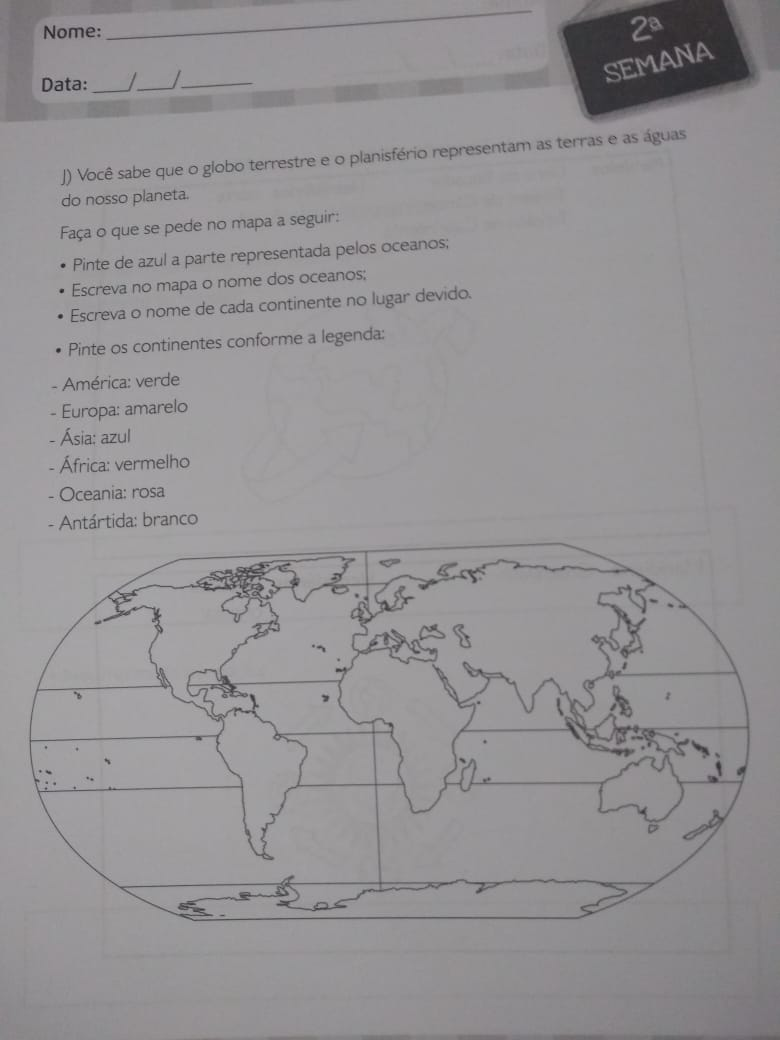 Nome:
Data: ___/___/______
2ª
SEMANA
J) Você sabe que o globo terrestre e o planisfério representam as terras e as águas
do nosso planeta.
Faça o que se pede no mapa a seguir:
• Pinte de azul a parte representada pelos oceanos;
• Escreva no mapa o nome dos oceanos;
• Escreva o nome de cada continente no lugar devido.
• Pinte os continentes conforme a legenda:
- América: verde
- Europa: amarelo
- Ásia: azul
- África: vermelho
- Oceania: rosa
- Antártida: branco